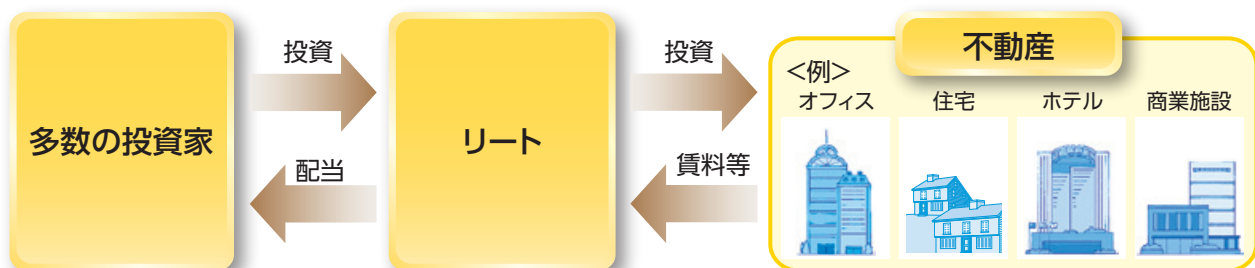 多数の投資家
投資
配当
リート
投資
賃料等
不動産
<例>
オフィス
住宅
ホテル
商業施設